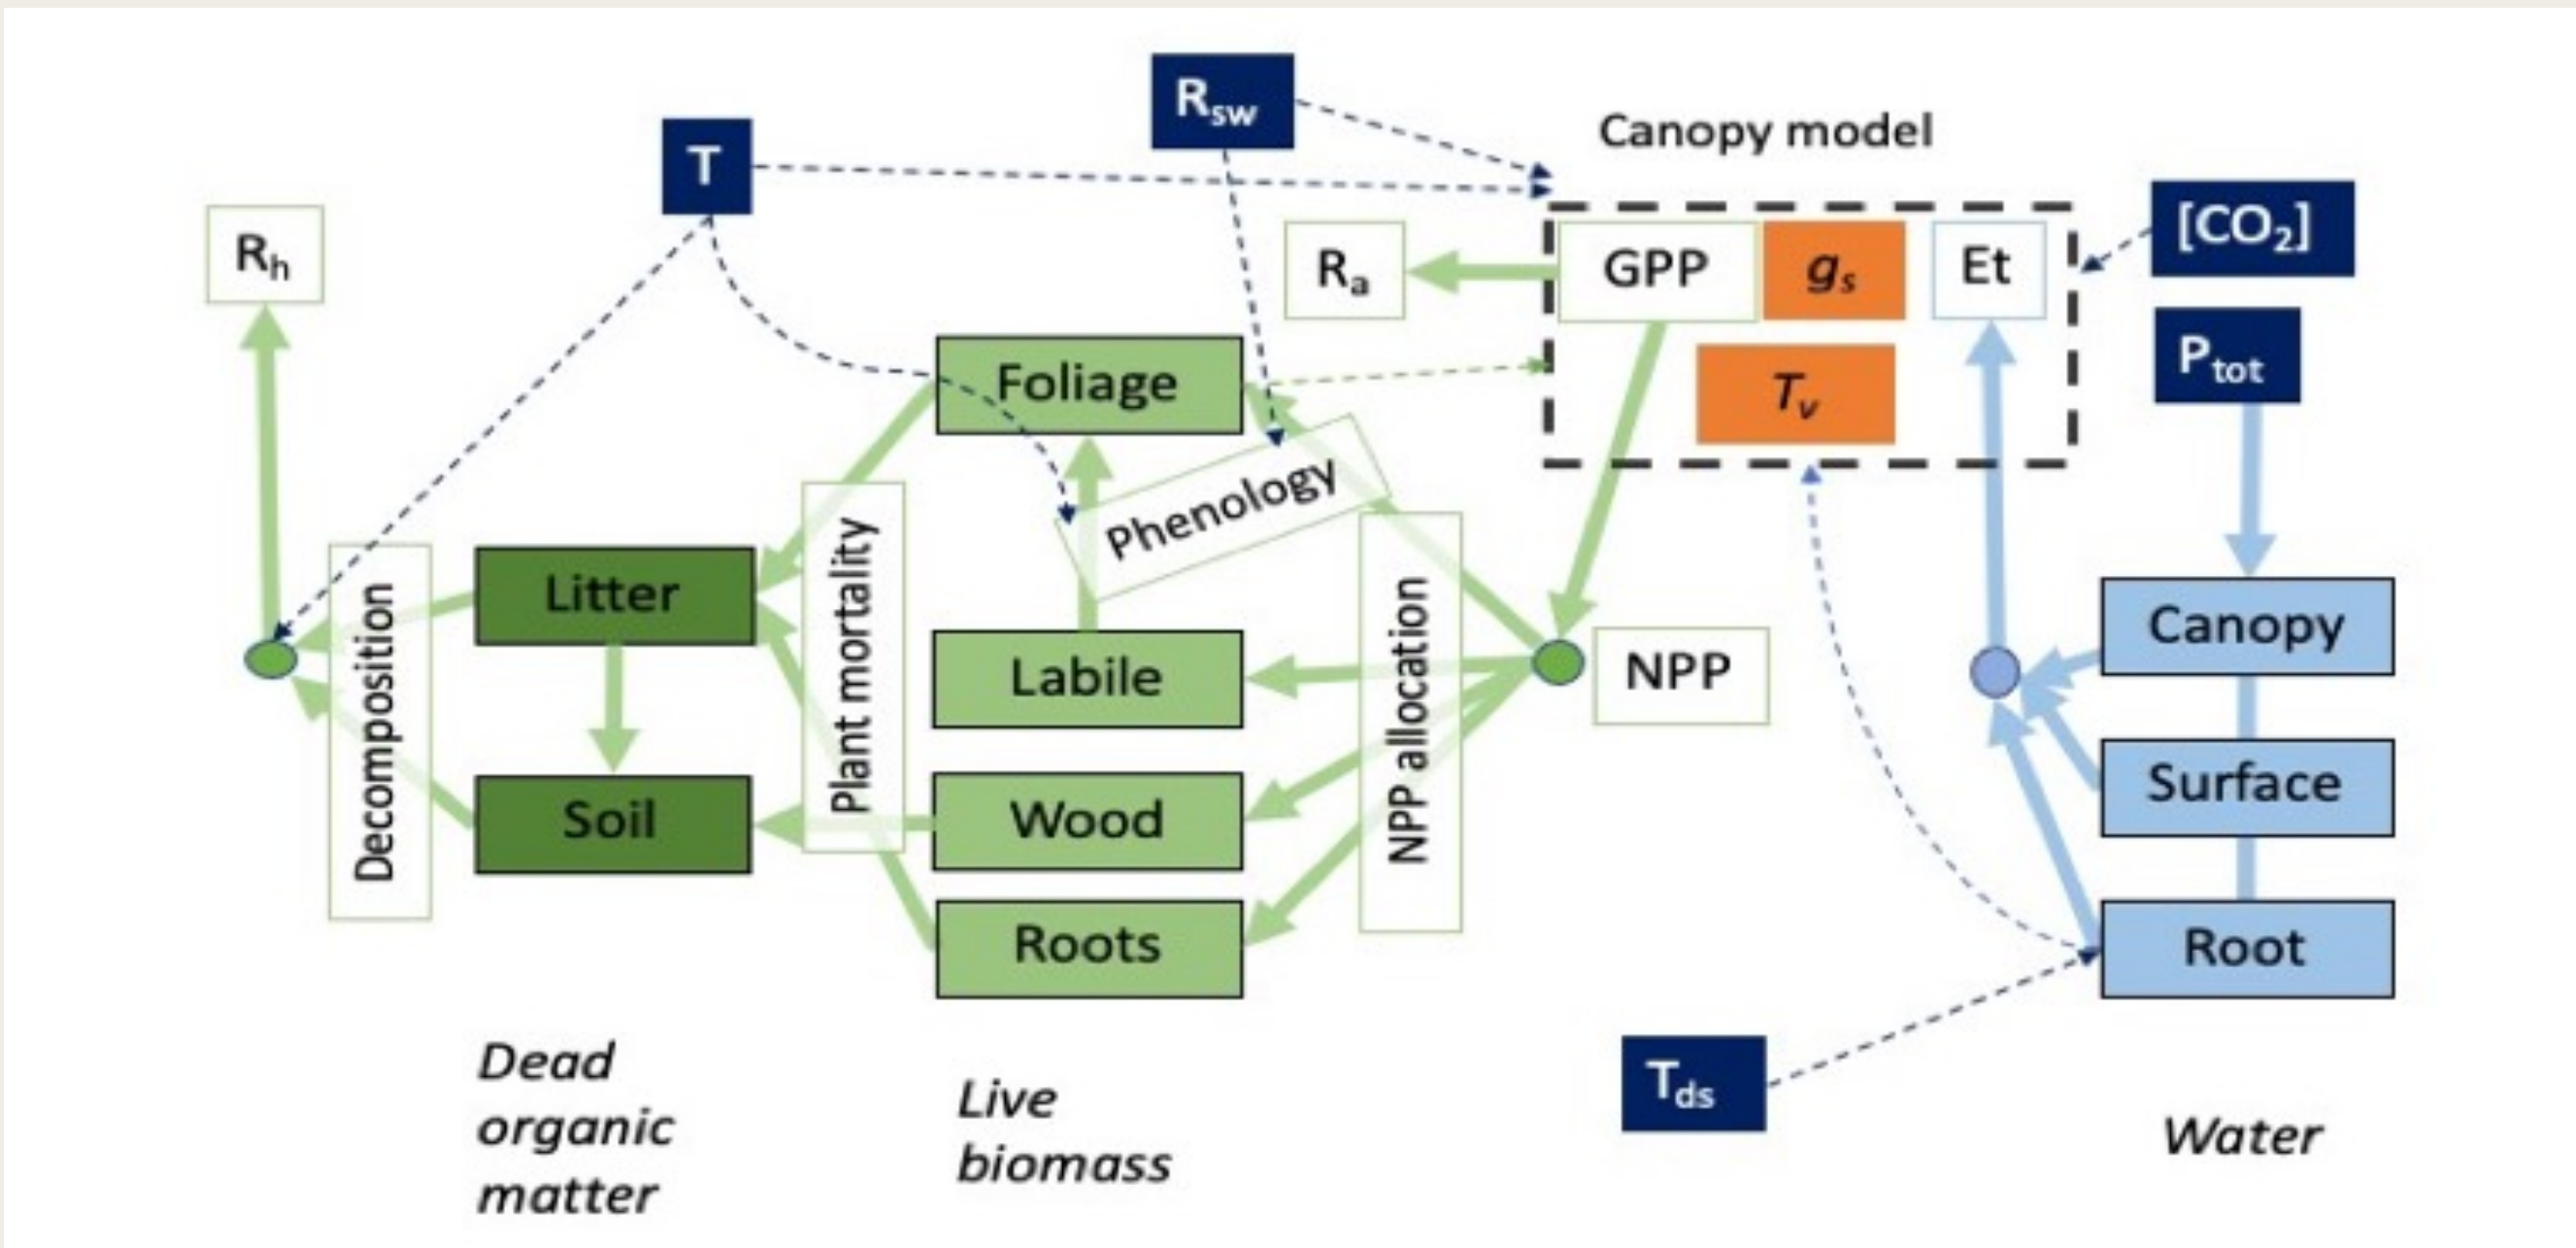 R_sw
T
Canopy model
[CO₂]
R_h
R_a
GPP
g_s
Et
P_tot
Foliage
T_v
Phenology
Litter
Plant mortality
Labile
NPP allocation
NPP
Canopy
Decomposition
Surface
Soil
Wood
Roots
Root
Dead
organic
matter
Live
biomass
T_ds
Water